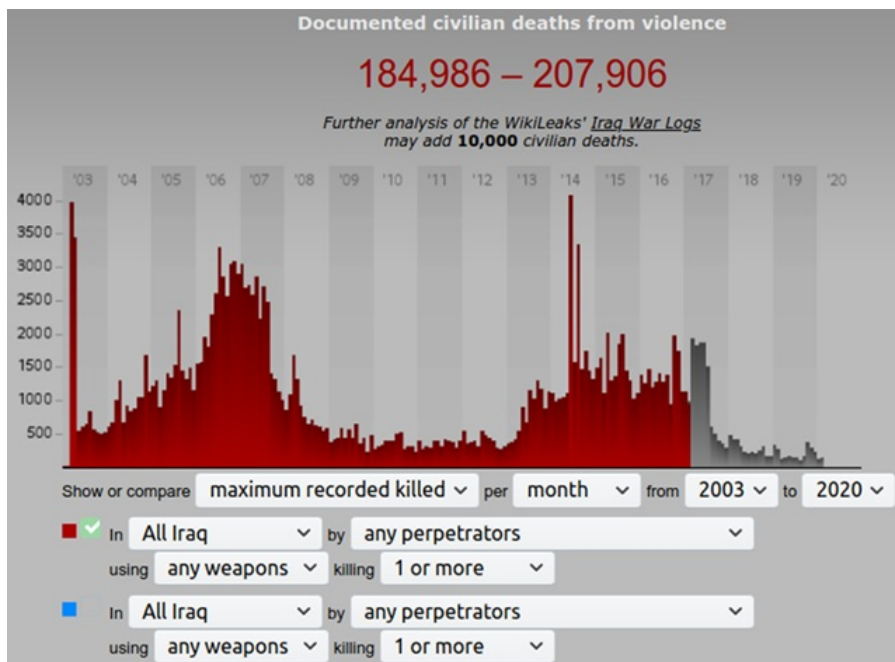 Documented civilian deaths from violence
184,986 – 207,906
Further analysis of the WikiLeaks' Iraq War Logs
may add 10,000 civilian deaths.
'03 '04 '05 '06 '07 '08 '09 '10 '11 '12 '13 '14 '15 '16 '17 '18 '19 '20
4000
3500
3000
2500
2000
1500
1000
500
Show or compare maximum recorded killed per month from 2003 to 2020
In All Iraq by any perpetrators
using any weapons killing 1 or more
In All Iraq by any perpetrators
using any weapons killing 1 or more